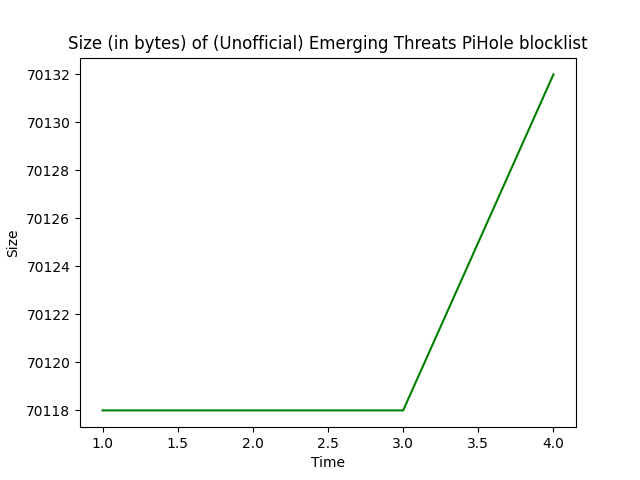 Size (in bytes) of (Unofficial) Emerging Threats PiHole blocklist
70132
70130
70128
70126
70124
70122
70120
70118
Size
1.0 1.5 2.0 2.5 3.0 3.5 4.0
Time